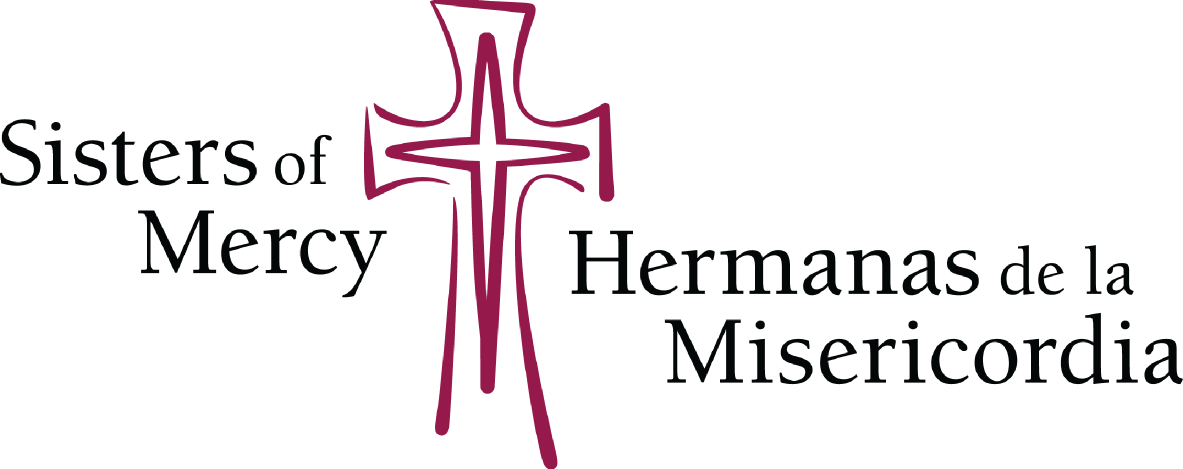 Sisters of
Mercy
Hermanas de la
Misericordia